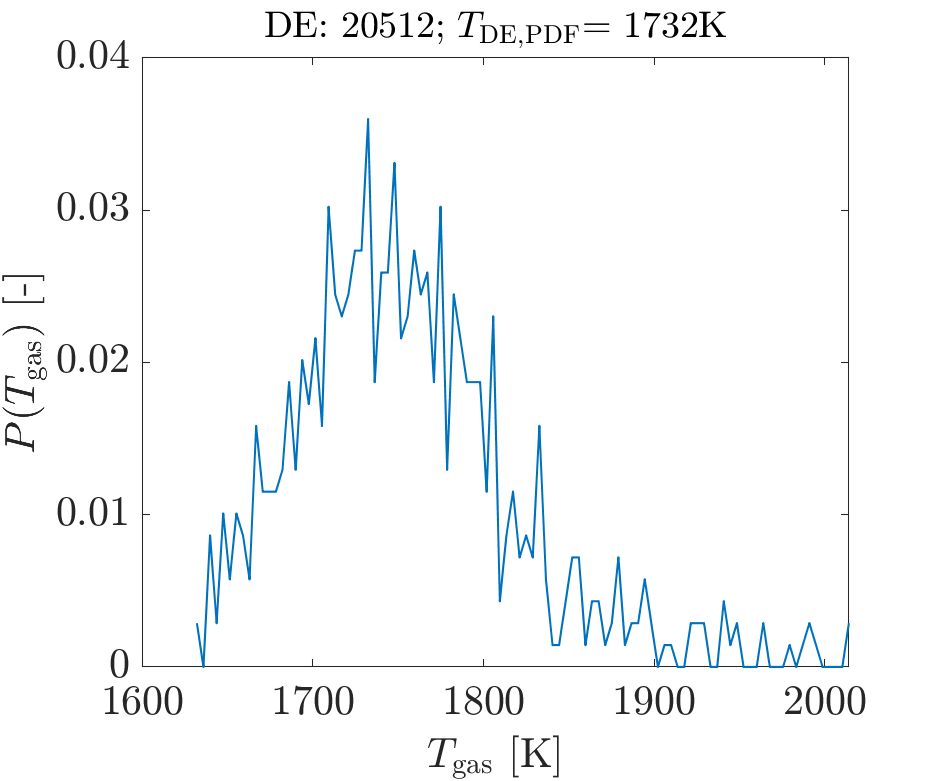 DE: 20512; T_DE,PDF= 1732K
0.04
0.03
0.02
0.01
0
P(T_gas) [-]
1600 1700 1800 1900 2000
T_gas [K]